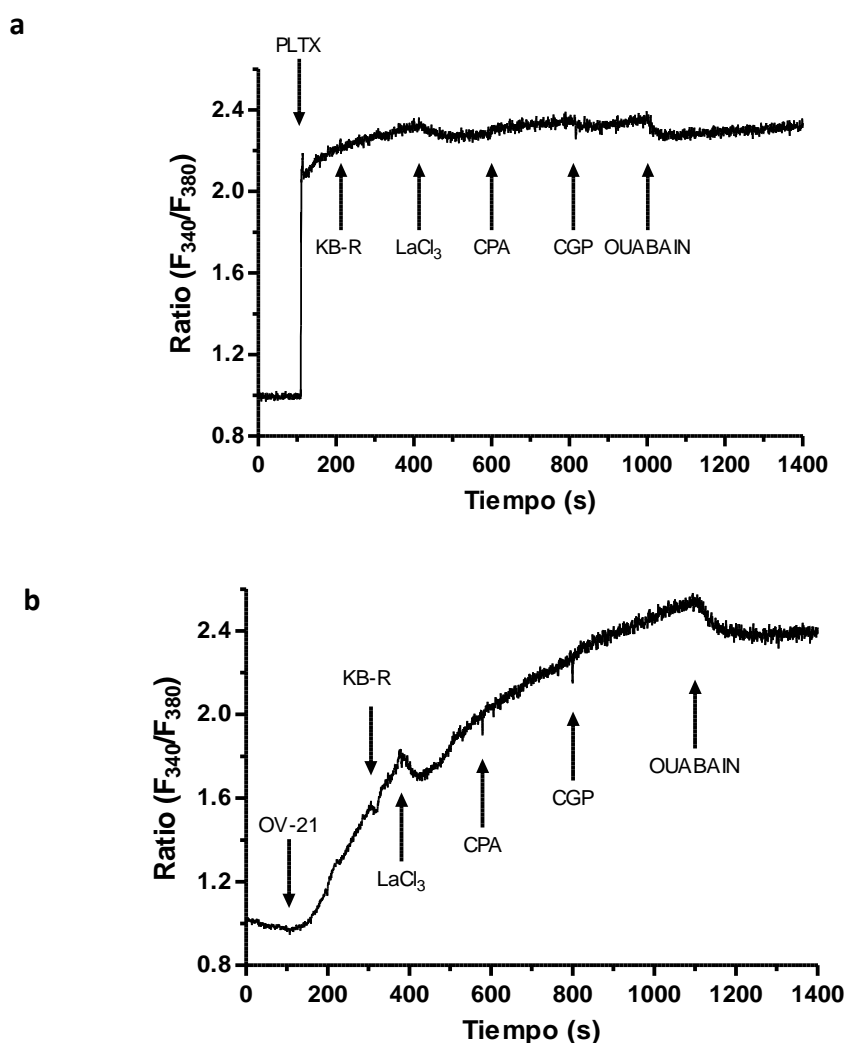 a
PLTX
2.4
2.0
1.6
1.2
0.8
Ratio (F340/F380)
KB-R LaCl3 CPA CGP OUABAIN
0 200 400 600 800 1000 1200 1400
Tiempo (s)
b
2.4
2.0
1.6
1.2
0.8
Ratio (F340/F380)
KB-R
OV-21
LaCl3
CPA
CGP
OUABAIN
0 200 400 600 800 1000 1200 1400
Tiempo (s)